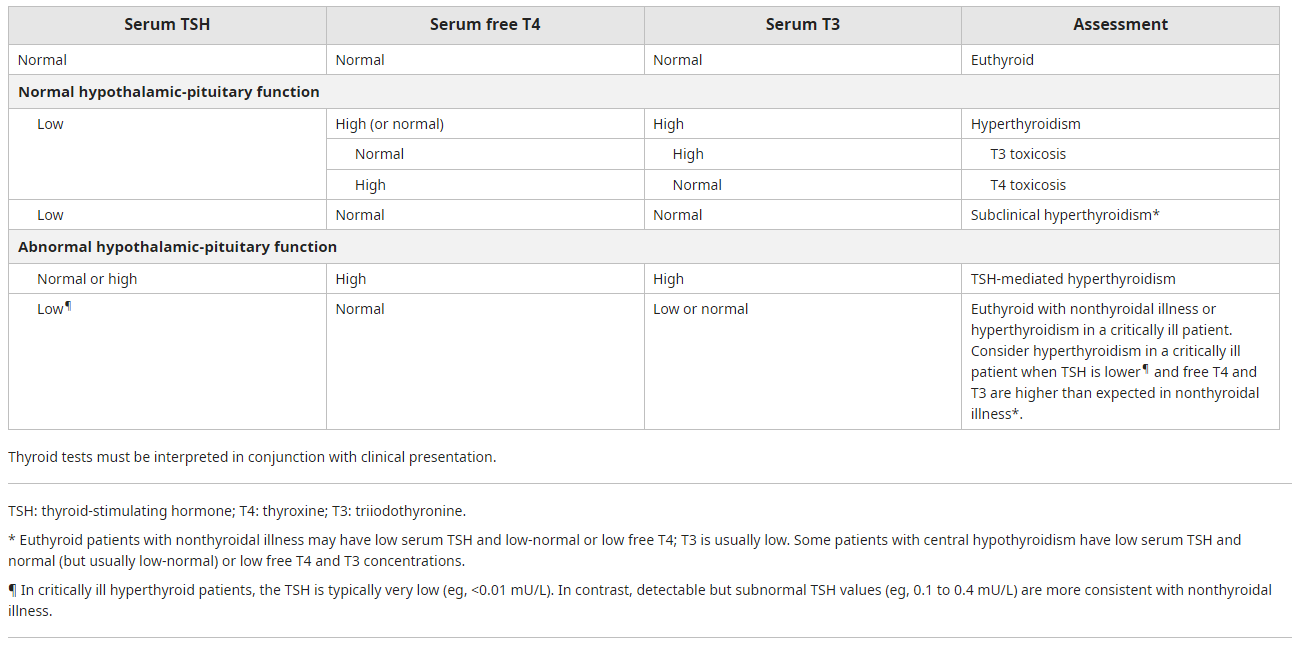 Serum TSH Serum free T4 Serum T3 Assessment
Normal Normal Normal Euthyroid
Normal hypothalamic-pituitary function
Low High (or normal) High Hyperthyroidism
Normal High T3 toxicosis
High Normal T4 toxicosis
Low Normal Normal Subclinical hyperthyroidism*
Abnormal hypothalamic-pituitary function
Normal or high High High TSH-mediated hyperthyroidism
Low¶ Normal Low or normal Euthyroid with nonthyroidal illness or
hyperthyroidism in a critically ill patient.
Consider hyperthyroidism in a critically ill
patient when TSH is lower¶ and free T4 and
T3 are higher than expected in nonthyroidal
illness*.
Thyroid tests must be interpreted in conjunction with clinical presentation.
TSH: thyroid-stimulating hormone; T4: thyroxine; T3: triiodothyronine.
* Euthyroid patients with nonthyroidal illness may have low serum TSH and low-normal or low free T4; T3 is usually low. Some patients with central hypothyroidism have low serum TSH and
normal (but usually low-normal) or low free T4 and T3 concentrations.
¶ In critically ill hyperthyroid patients, the TSH is typically very low (eg, <0.01 mU/L). In contrast, detectable but subnormal TSH values (eg, 0.1 to 0.4 mU/L) are more consistent with nonthyroidal
illness.